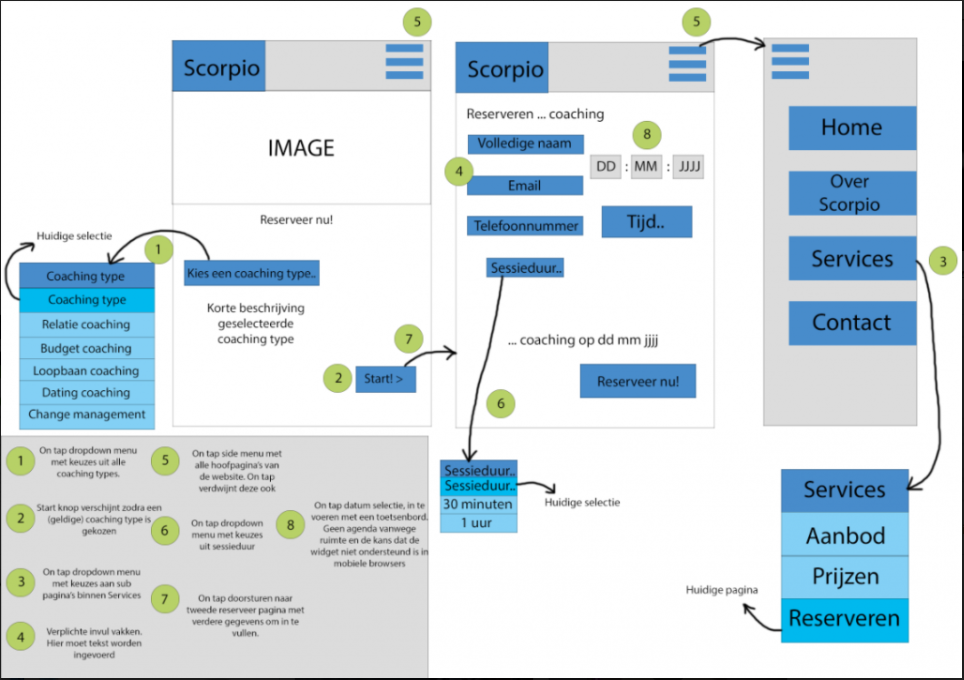 5
5
Scorpio
IMAGE
Reserveer nu!
Huidige selectie
1
Coaching type
Coaching type
Relatie coaching
Budget coaching
Loopbaan coaching
Dating coaching
Change management
Kies een coaching type..
Korte beschrijving
geselecteerde
coaching type
7
2
Start! >
Scorpio
Reserveren ... coaching
8
Volledige naam
4
Email
Telefoonnummer
DD : MM : JJJJ
Tijd..
Sessieduur..
... coaching op dd mm jjjj
Reserveer nu!
6
Sessieduur..
Sessieduur..
30 minuten
1 uur
Huidige selectie
Home
Over
Scorpio
Services
3
Contact
Services
Aanbod
Prijzen
Reserveren
Huidige pagina
1
On tap dropdown menu
met keuzes uit alle
coaching types.
2
Start knop verschijnt zodra een
(geldige) coaching type is
gekozen
3
On tap dropdown menu
met keuzes aan sub
pagina's binnen Services
4
Verplichte invul vakken.
Hier moet tekst worden
ingevoerd
5
On tap side menu met
alle hoofpagina's van
de website. On tap
verdwijnt deze ook
6
On tap dropdown
menu met keuzes
uit sessieduur
7
On tap doorsturen naar
tweede reserveer pagina met
verdere gegevens om in te
vullen.
8
On tap datum selectie, in te
voeren met een toetsenbord.
Geen agenda vanwege
ruimte en de kans dat de
widget niet ondersteund is in
mobiele browsers